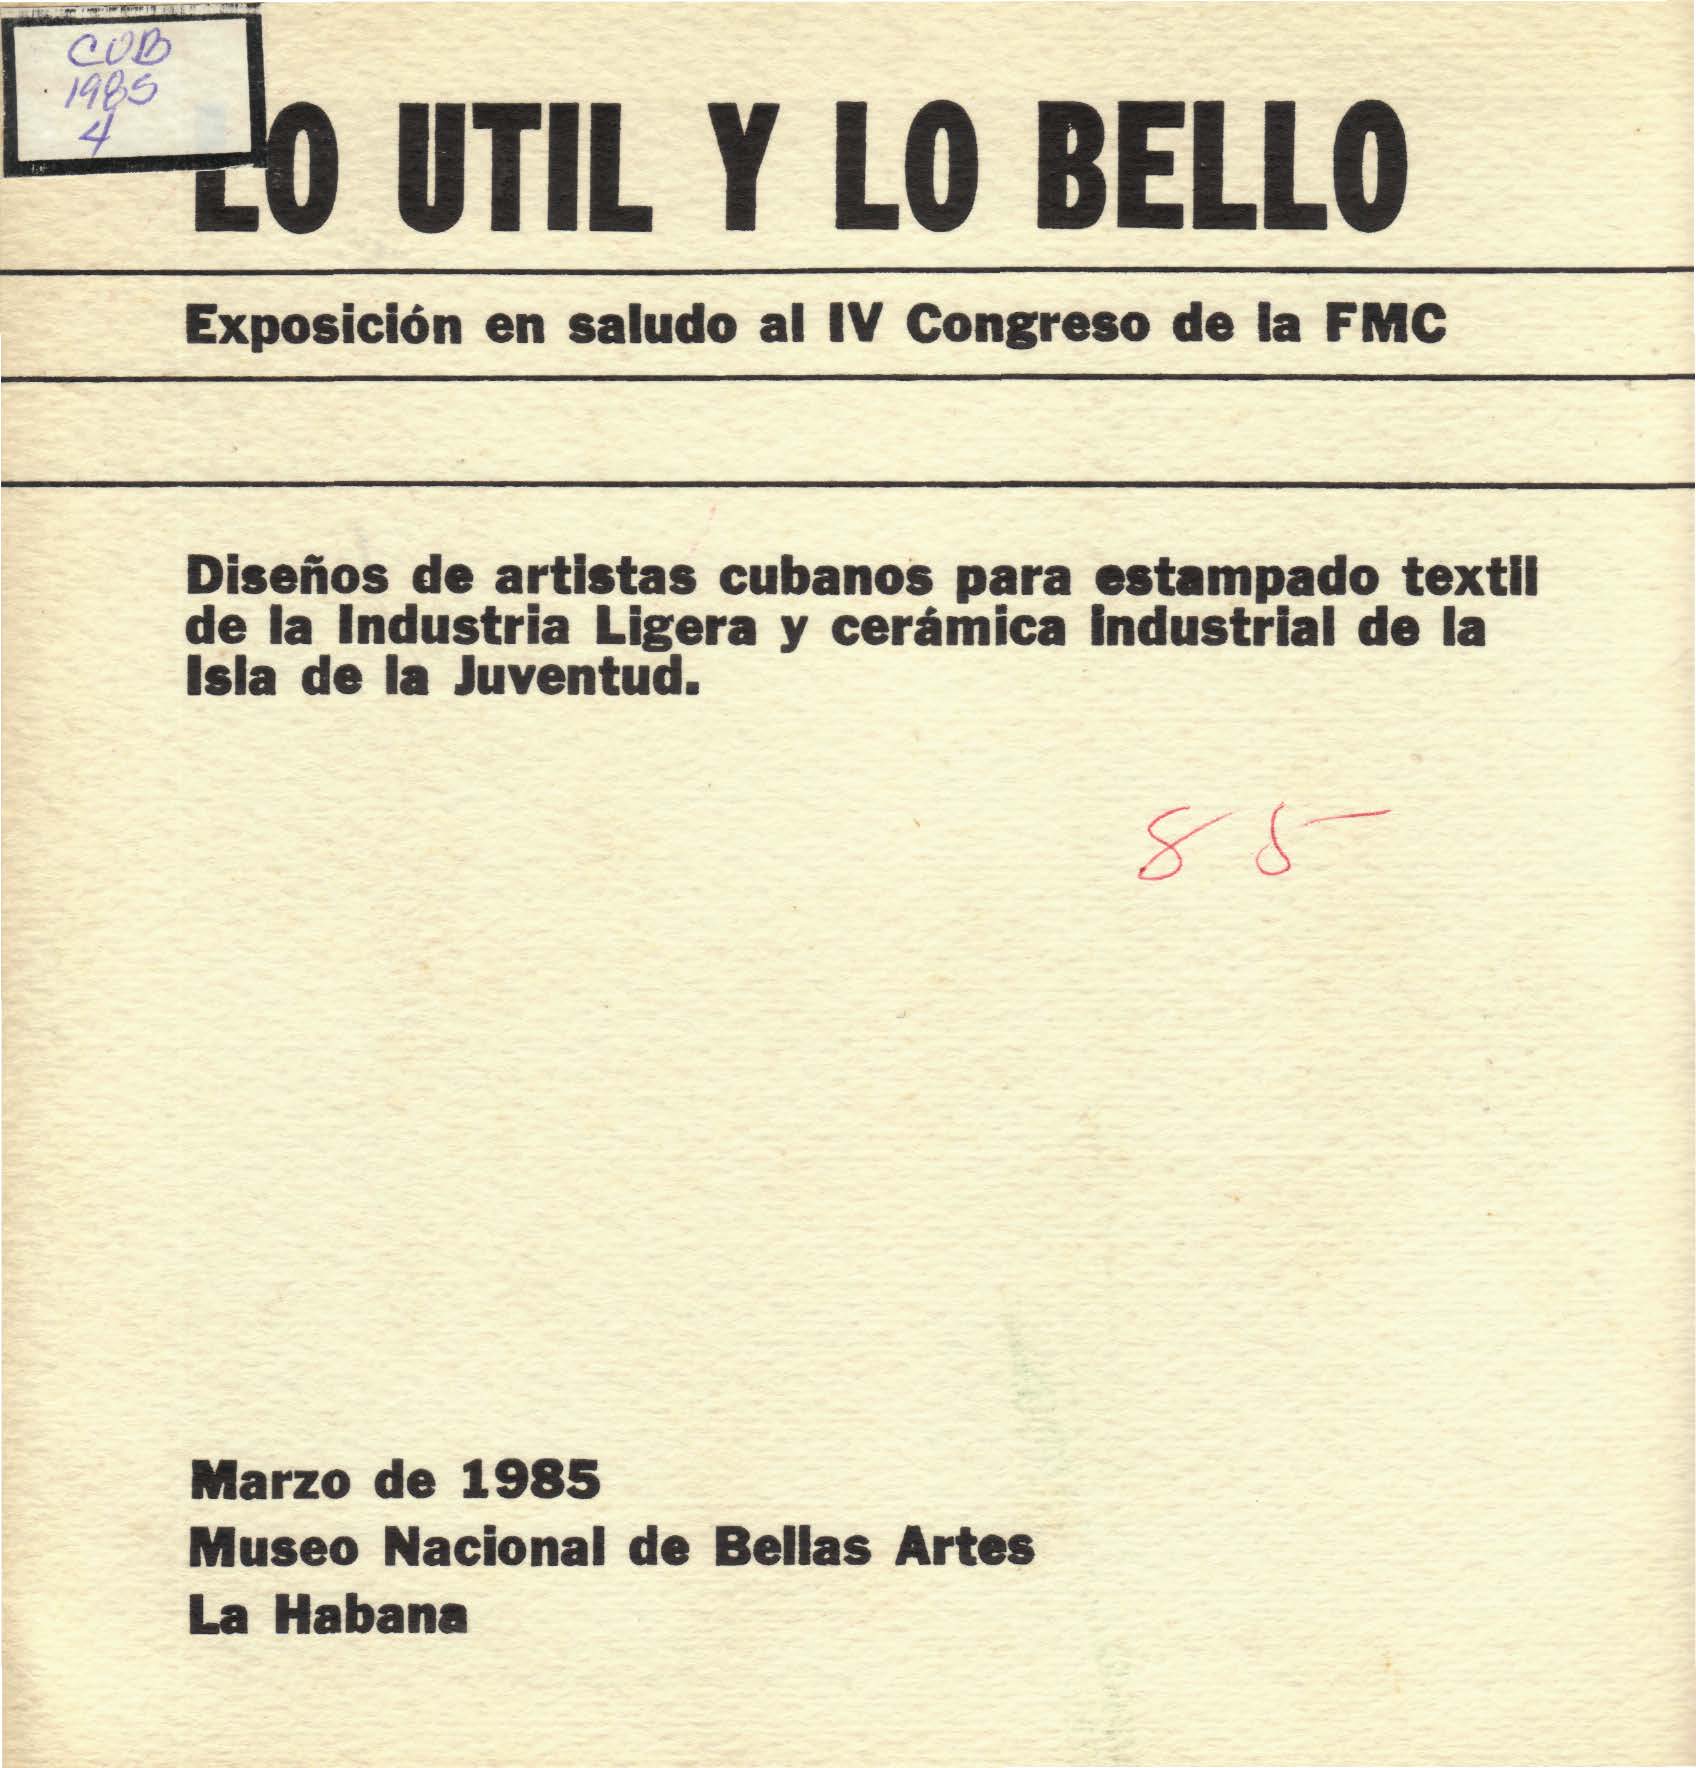 CUB
1985
4
LO UTIL Y LO BELLO
Exposición en saludo al IV Congreso de la FMC
Diseños de artistas cubanos para estampado textil
de la Industria Ligera y cerámica industrial de la
Isla de la Juventud.
85
Marzo de 1985
Museo Nacional de Bellas Artes
La Habana